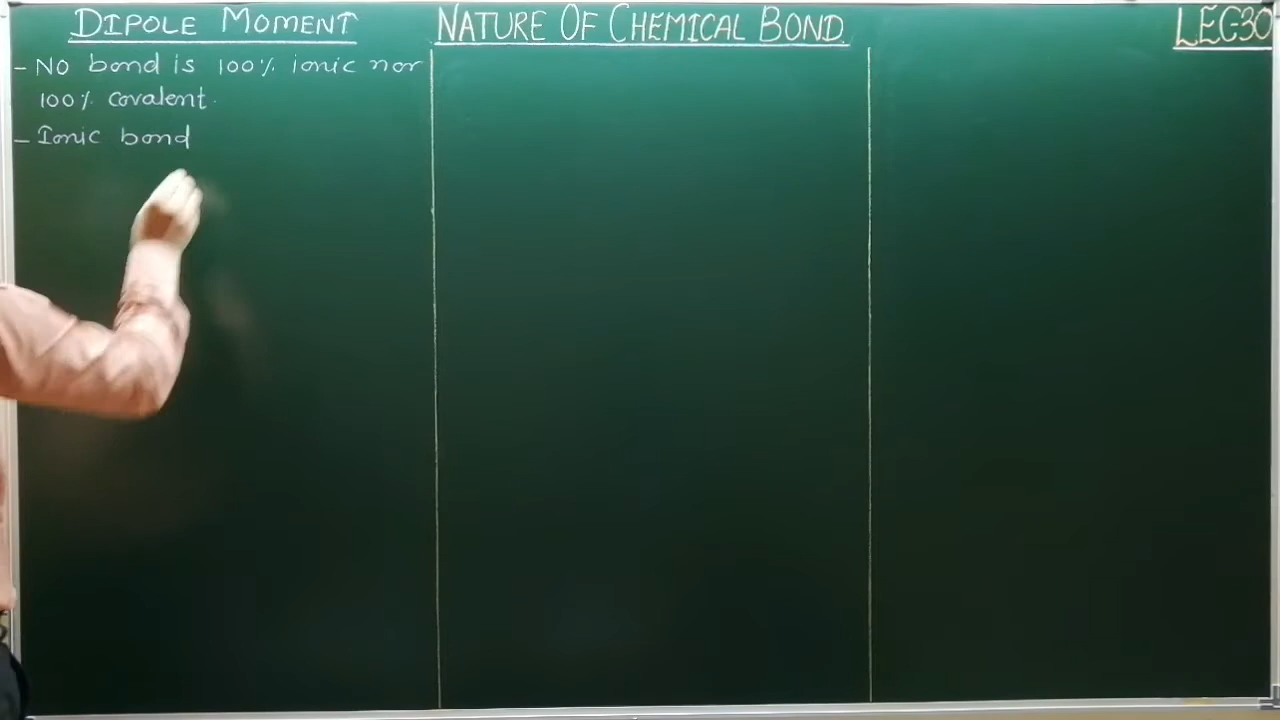 DIPOLE MOMENT
NATURE OF CHEMICAL BOND
LEC30
- NO bond is 100% ionic nor
100% covalent.
- Ionic bond